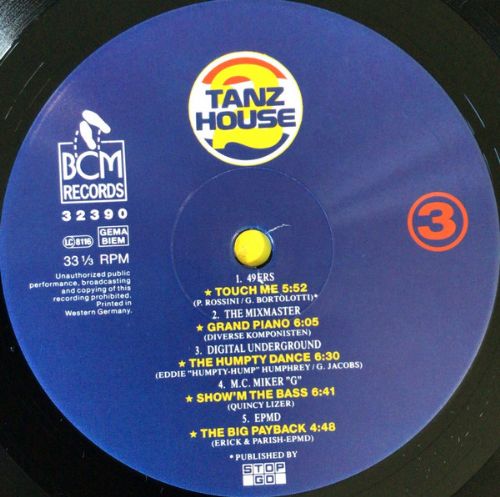 TANZ
HOUSE
2
BCM
RECORDS
32390
LC 8116
GEMA
BIEM
33 1/3 RPM
Unauthorized public
performance, broadcasting
and copying of this
recording prohibited.
Printed in
Western Germany.
3
1. 49ERS
★ TOUCH ME 5:52
(P. ROSSINI / G. BORTOLOTTI)*
2. THE MIXMASTER
★ GRAND PIANO 6:05
(DIVERSE KOMPONISTEN)
3. DIGITAL UNDERGROUND
★ THE HUMPTY DANCE 6:30
(EDDIE "HUMPTY-HUMP" HUMPHREY / G. JACOBS)
4. M.C. MIKER "G"
★ SHOW'M THE BASS 6:41
(QUINCY LIZER)
5. EPMD
★ THE BIG PAYBACK 4:48
(ERICK & PARISH-EPMD)
* PUBLISHED BY
STOP
GO